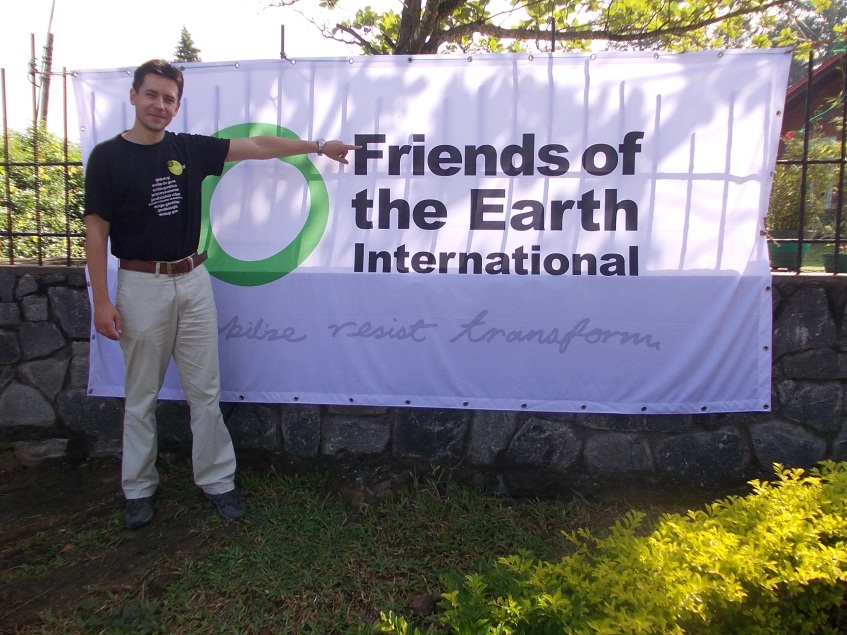 Friends of
the Earth
International
resist transform.